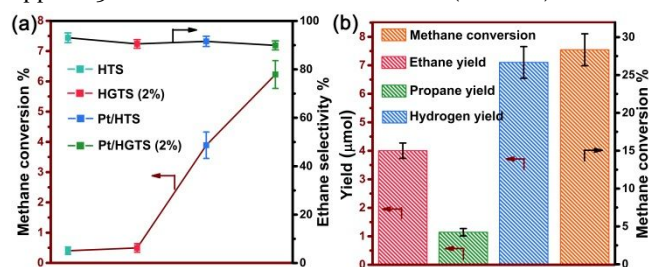 (a)
Methane conversion %
8
7
6
5
4
3
2
1
0
HTS
HGTS (2%)
Pt/HTS
Pt/HGTS (2%)
100
80
60
40
20
0
Ethane selectivity %
(b)
Yield (μmol)
8
7
6
5
4
3
2
1
0
Methane conversion
Ethane yield
Propane yield
Hydrogen yield
30
25
20
15
10
5
0
Methane conversion %